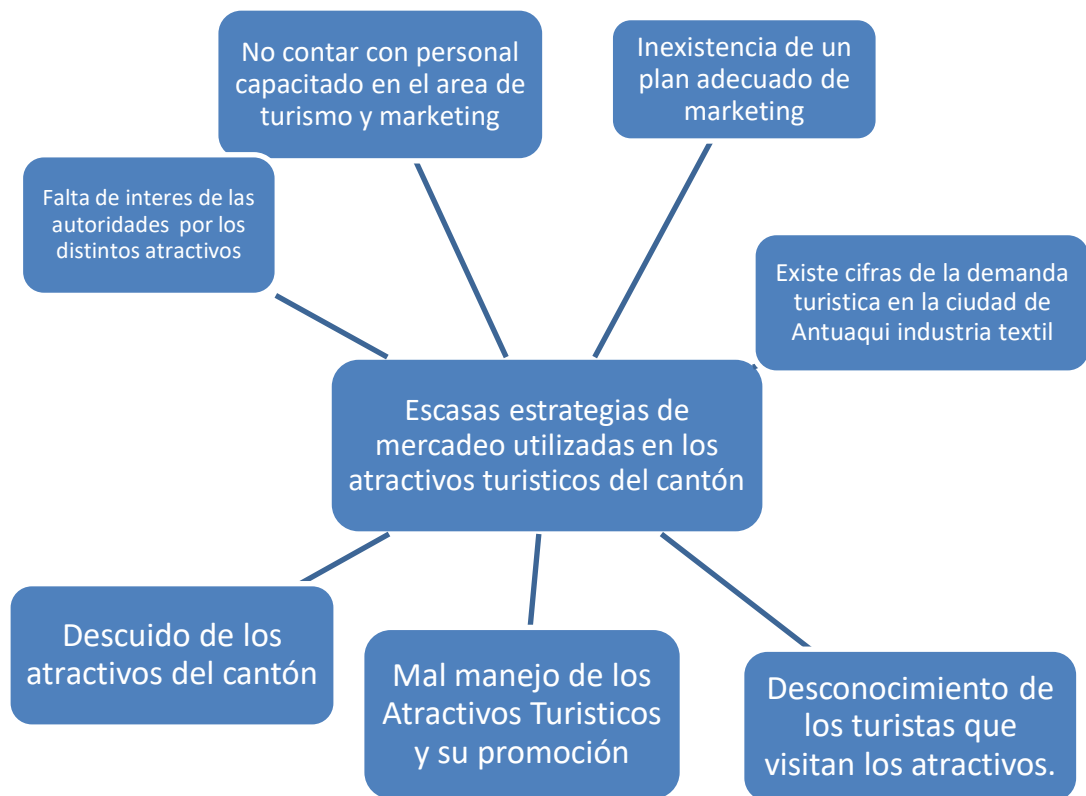 No contar con personal
capacitado en el area de
turismo y marketing
Inexistencia de un
plan adecuado de
marketing
Falta de interes de las
autoridades por los
distintos atractivos
Existe cifras de la demanda
turistica en la ciudad de
Antuaqui industria textil
Escasas estrategias de
mercadeo utilizadas en los
atractivos turisticos del cantón
Descuido de los
atractivos del cantón
Mal manejo de los
Atractivos Turisticos
y su promoción
Desconocimiento de
los turistas que
visitan los atractivos.